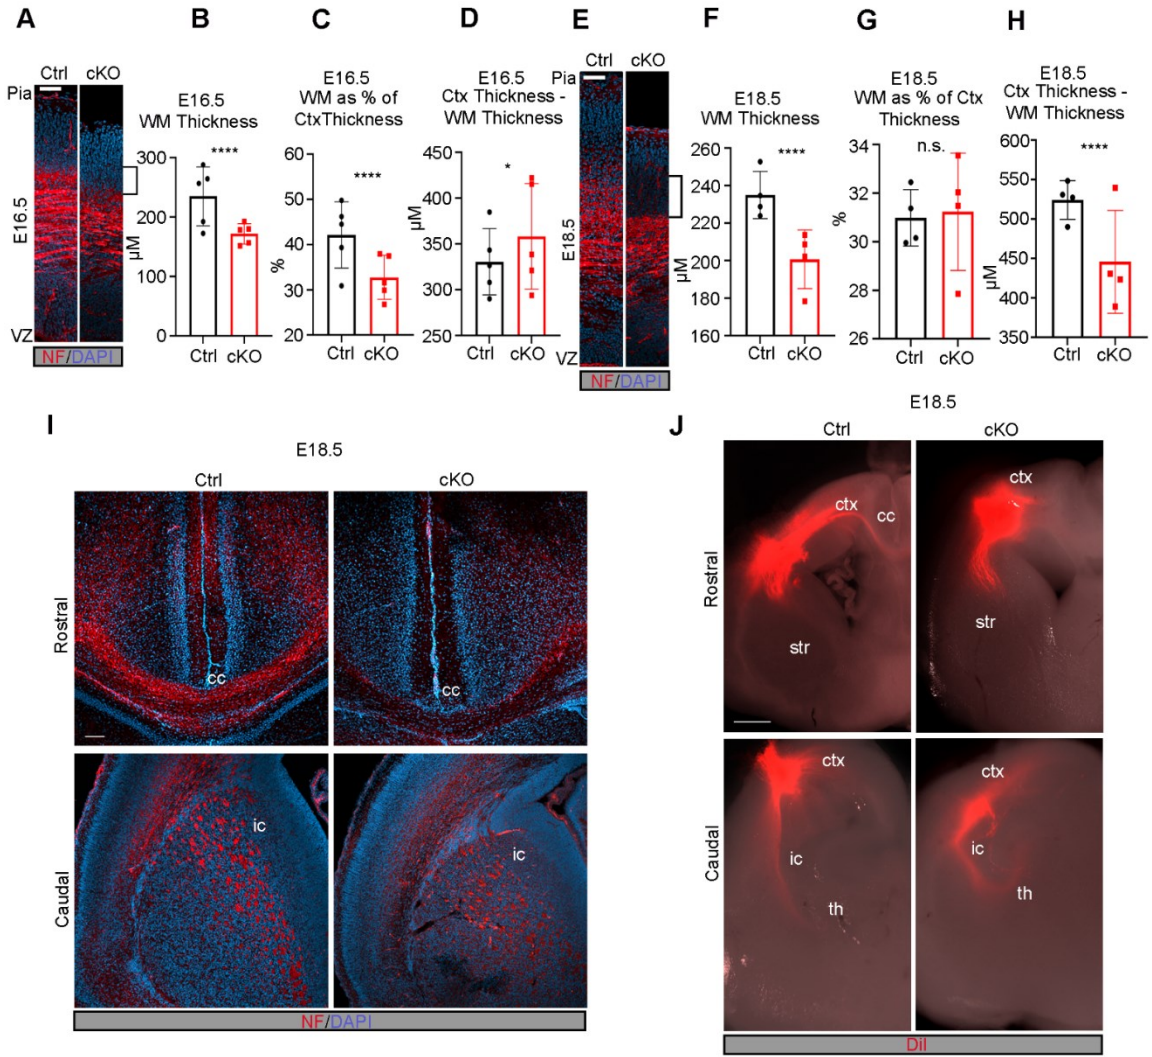 A
B
C
D
E
F
G
H
Ctrl cKO
Pia
E16.5
VZ
NF/DAPI
E16.5
WM Thickness
****
µM
300
200
100
0
Ctrl cKO
E16.5
WM as % of
CtxThickness
****
%
60
50
40
30
20
Ctrl cKO
E16.5
Ctx Thickness -
WM Thickness
*
µM
450
400
350
300
250
Ctrl cKO
Ctrl cKO
Pia
E18.5
VZ
NF/DAPI
E18.5
WM Thickness
****
µM
260
240
220
200
180
160
Ctrl cKO
E18.5
WM as % of Ctx
Thickness
n.s.
%
36
34
32
30
28
26
Ctrl cKO
E18.5
Ctx Thickness -
WM Thickness
****
µM
600
550
500
450
400
350
Ctrl cKO
I
E18.5
Ctrl
cKO
Rostral
cc
cc
Caudal
ic
ic
NF/DAPI
J
E18.5
Ctrl
cKO
Rostral
ctx
cc
str
ctx
str
Caudal
ctx
ic
th
ctx
ic
th
DiI